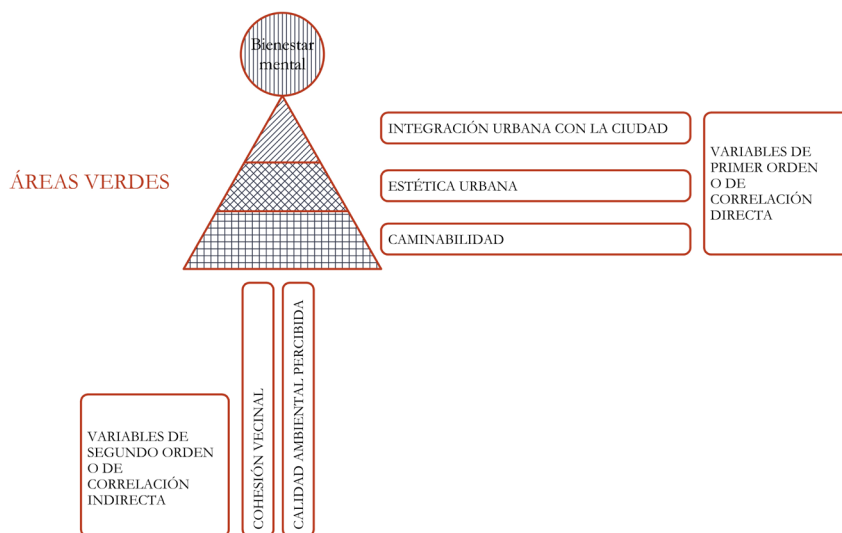 Bienestar
mental
ÁREAS VERDES
INTEGRACIÓN URBANA CON LA CIUDAD
ESTÉTICA URBANA
CAMINABILIDAD
VARIABLES DE
PRIMER ORDEN
O DE
CORRELACIÓN
DIRECTA
VARIABLES DE
SEGUNDO ORDEN
O DE
CORRELACIÓN
INDIRECTA
COHESIÓN VECINAL
CALIDAD AMBIENTAL PERCIBIDA